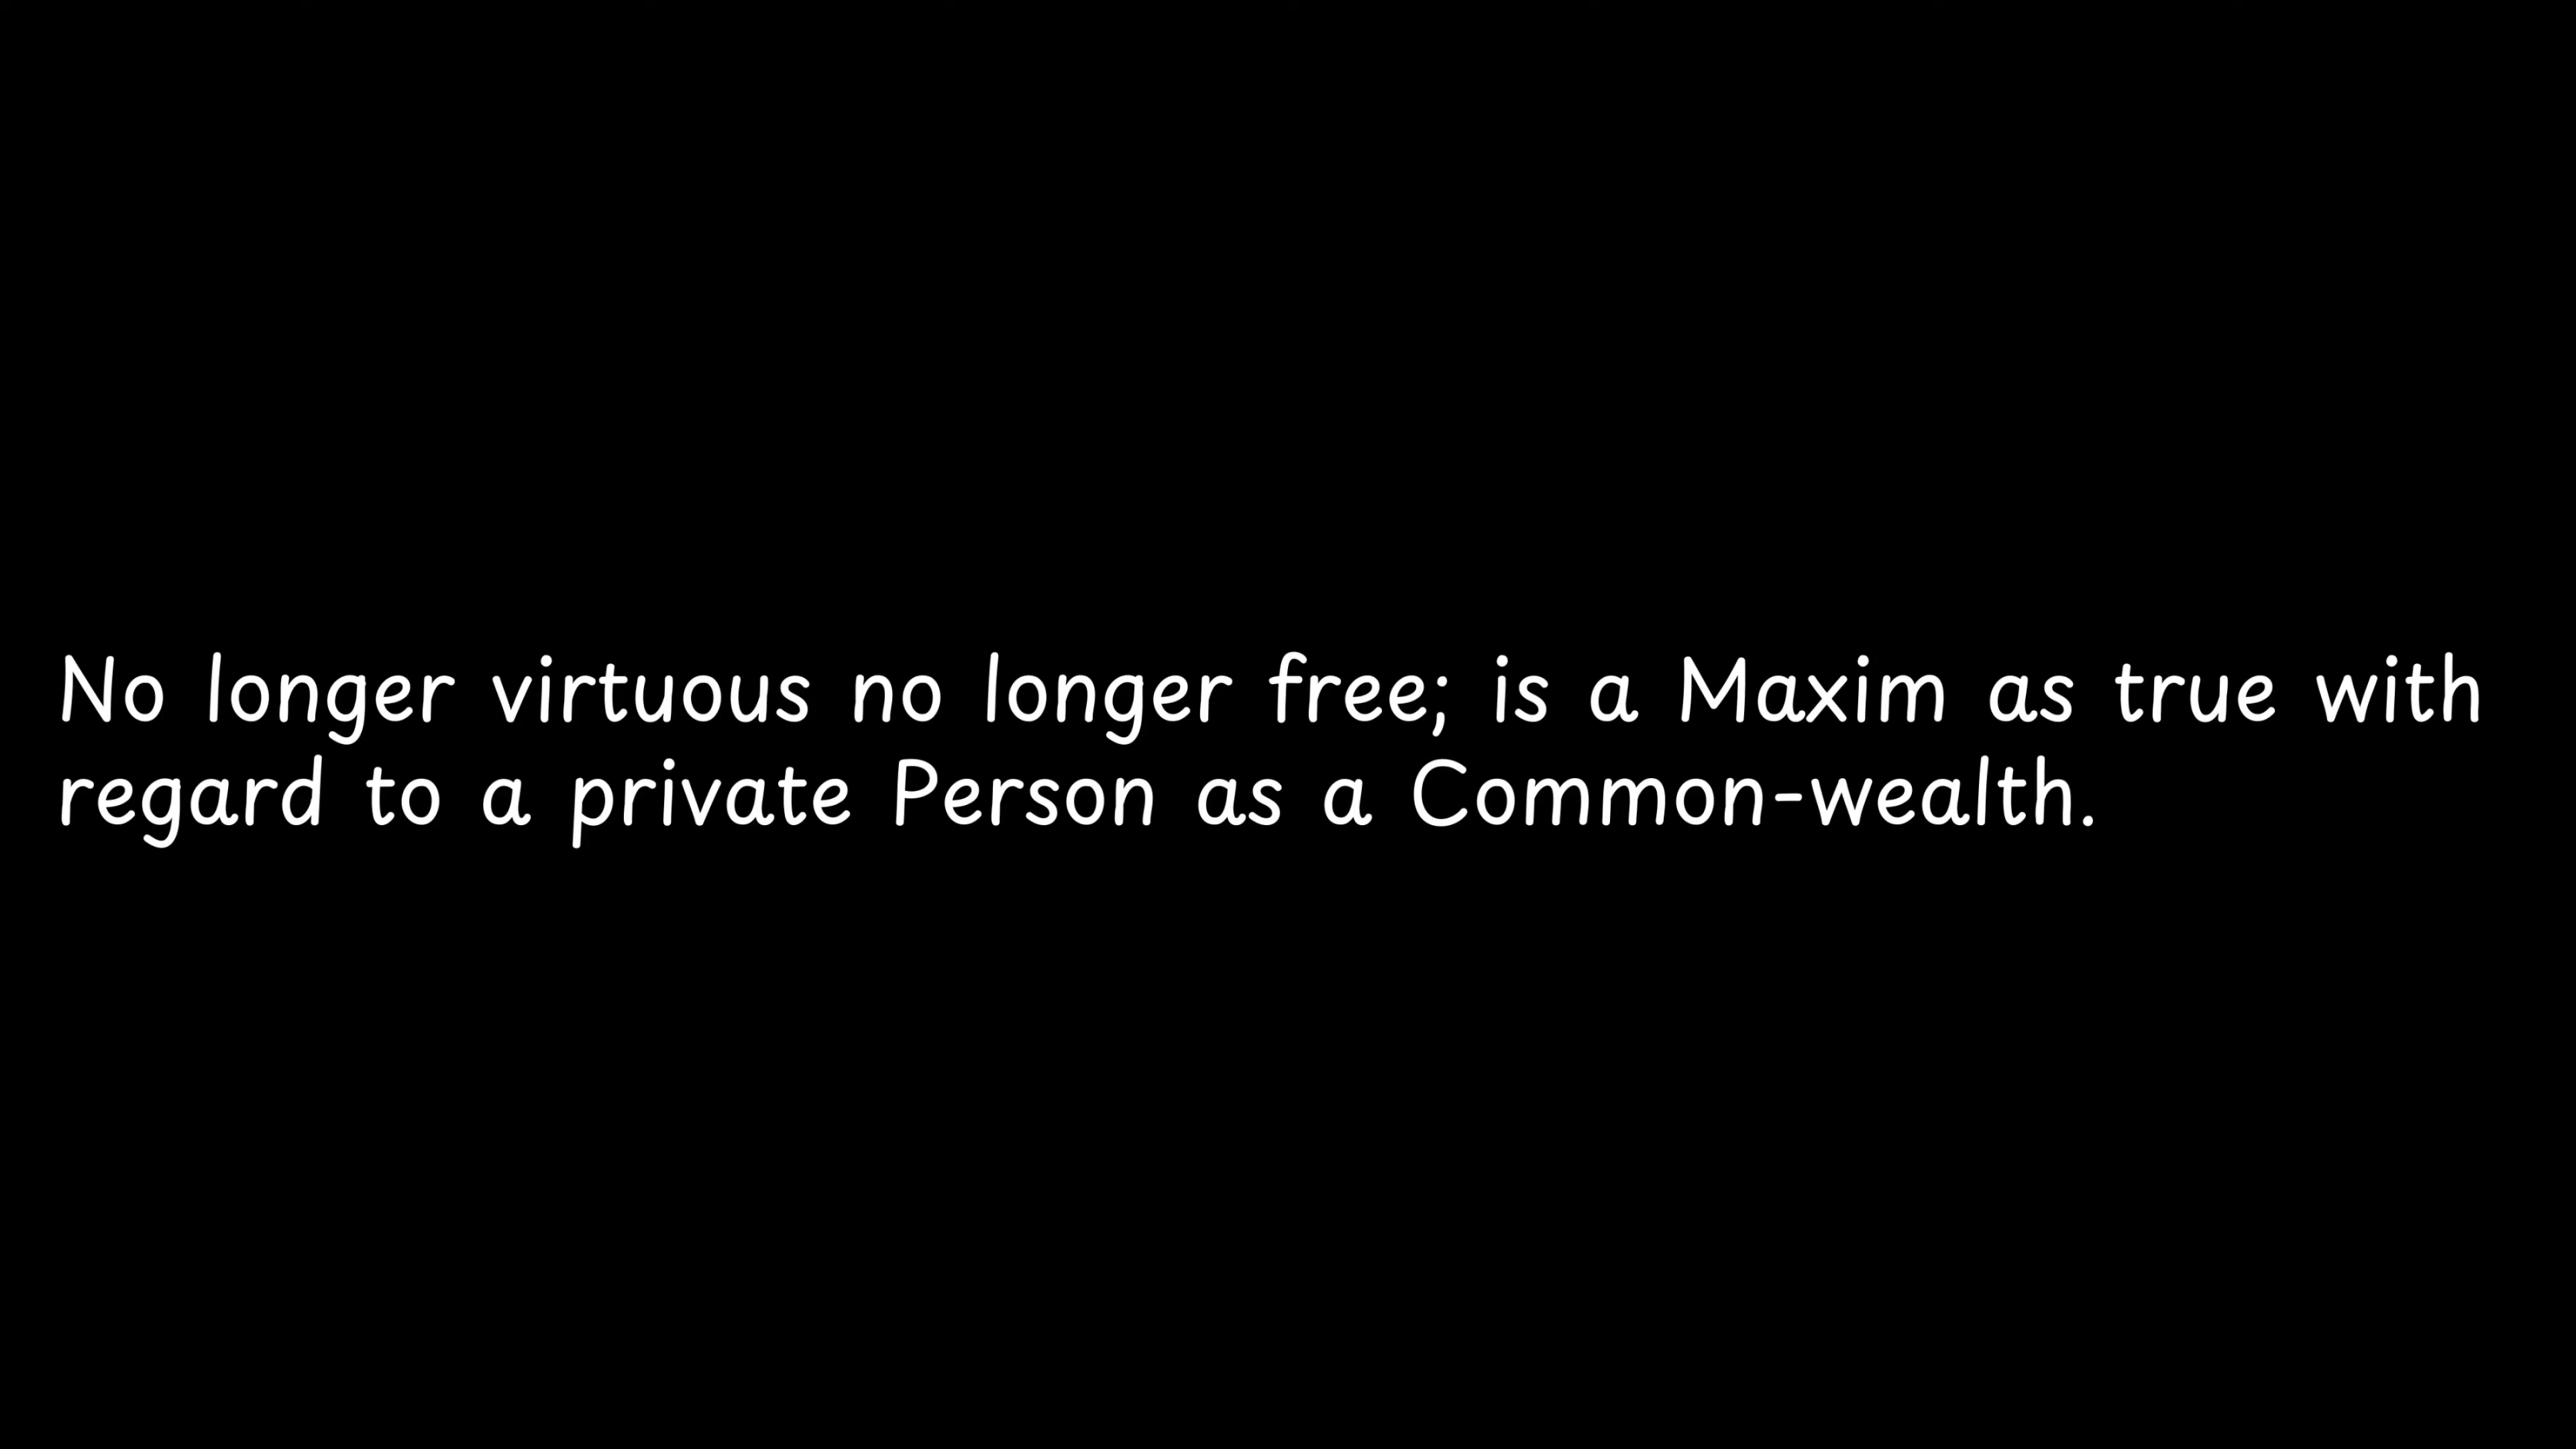 No longer virtuous no longer free; is a Maxim as true with
regard to a private Person as a Common-wealth.